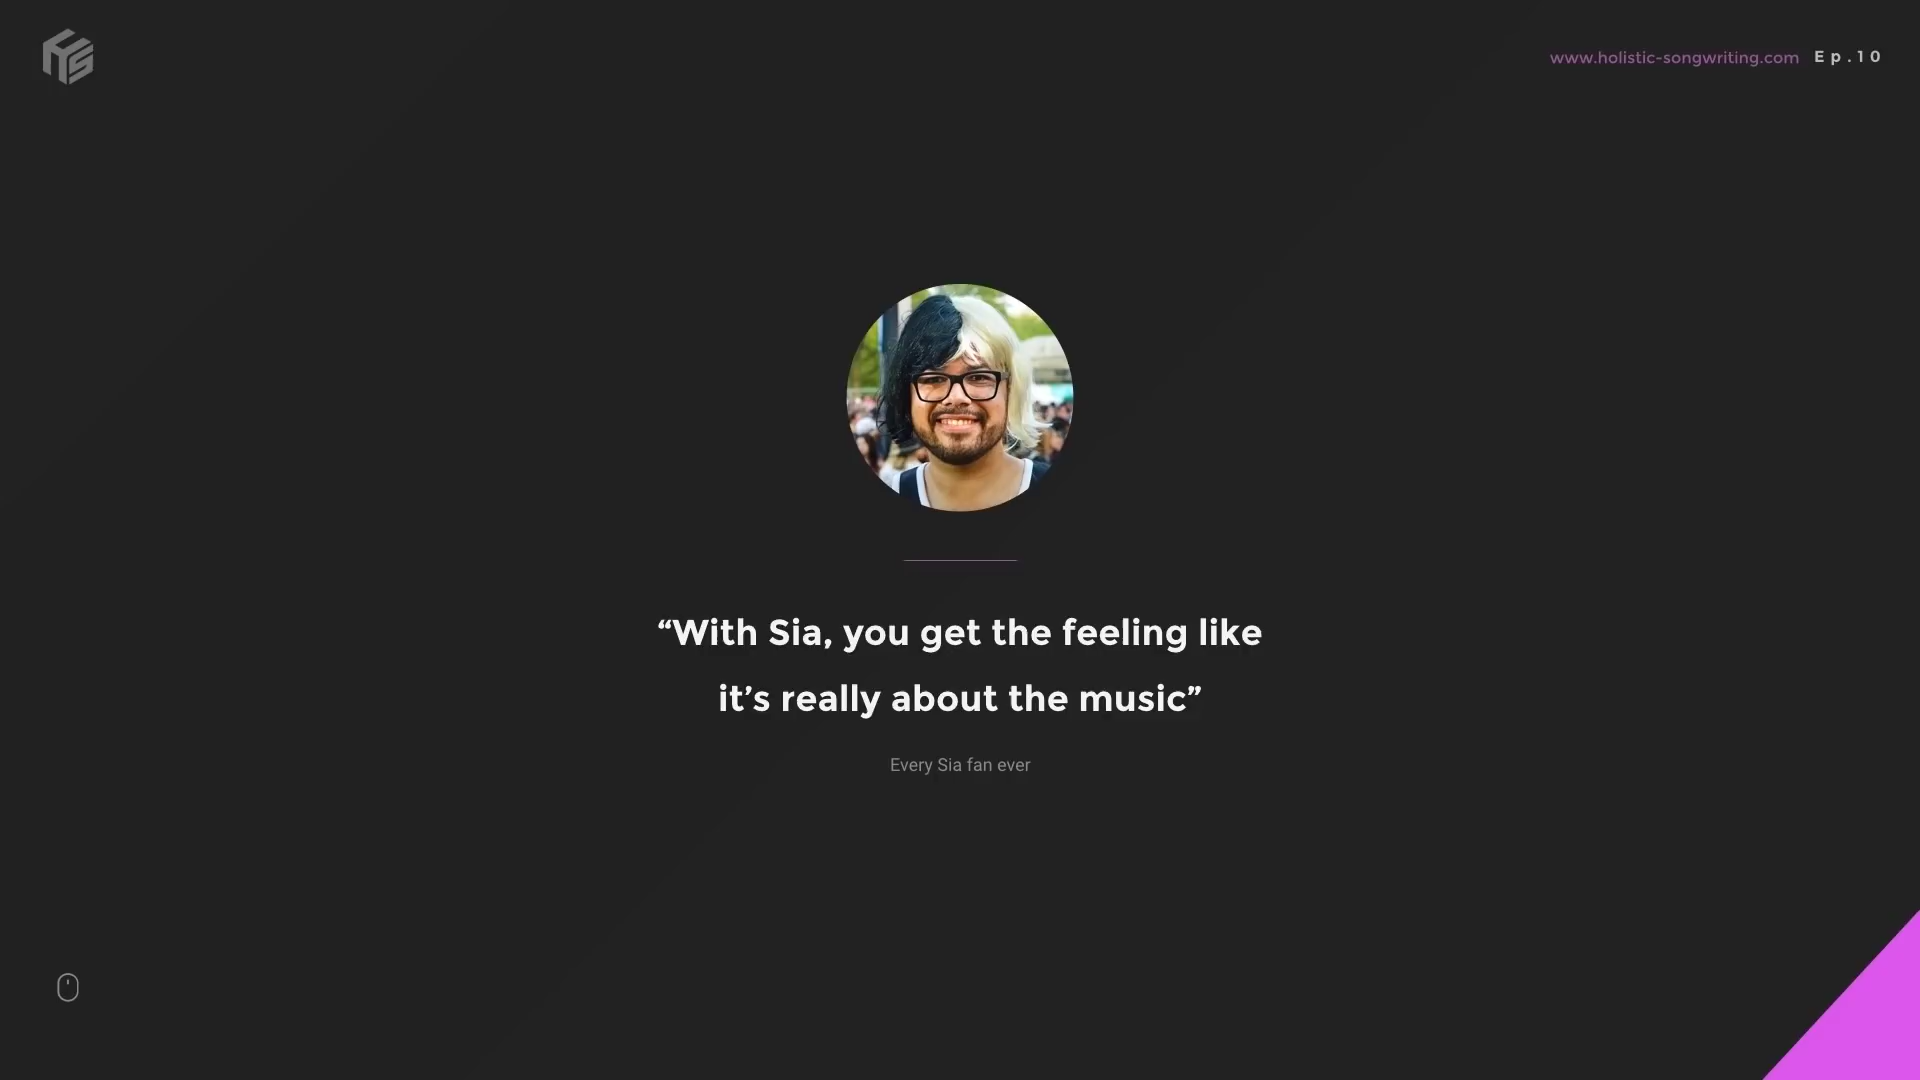 www.holistic-songwriting.com Ep.10
“With Sia, you get the feeling like
it’s really about the music”
Every Sia fan ever